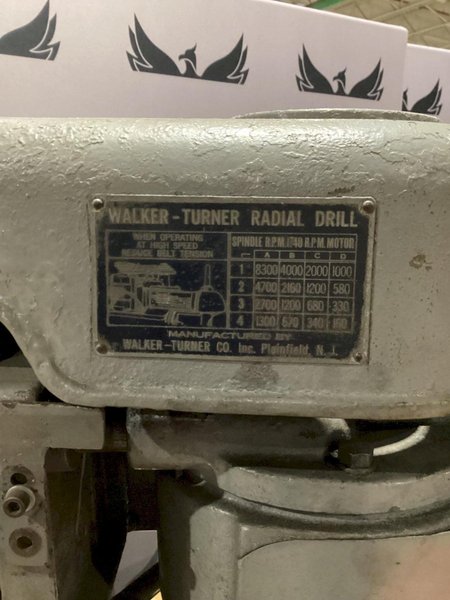 WALKER-TURNER RADIAL DRILL
WHEN OPERATING
AT HIGH SPEED
REDUCE BELT TENSION
SPINDLE R.P.M. 1740 R.P.M. MOTOR
A B C D
1 8300 4000 2000 1000
2 4700 2160 1200 580
3 2700 1200 680 330
4 1300 570 340 160
MANUFACTURED BY
WALKER-TURNER CO. Inc. Plainfield, N. J.